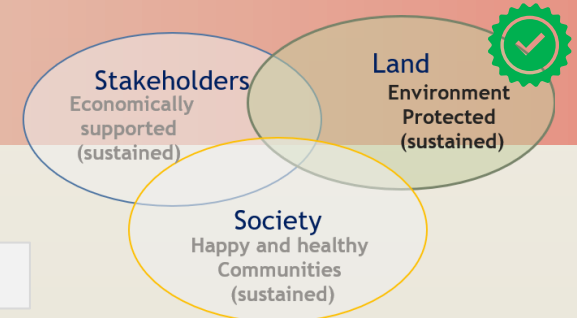 Stakeholders
Economically
supported
(sustained)
Land
Environment
Protected
(sustained)
Society
Happy and healthy
Communities
(sustained)